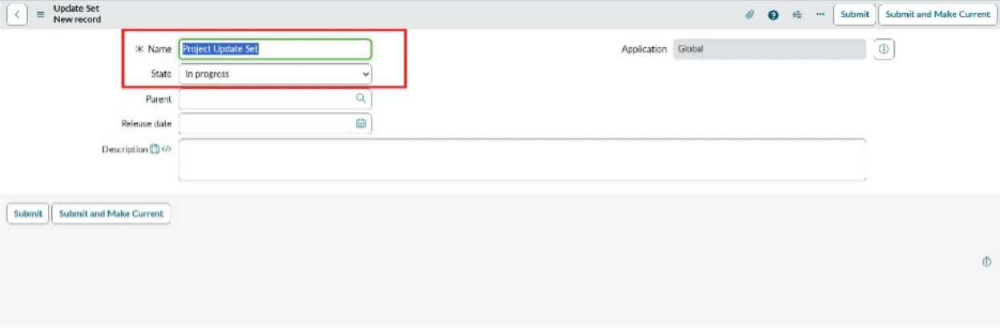 Update Set
New record
Submit
Submit and Make Current
Name
Project Update Set
Application
Global
State
In progress
Parent
Release date
Description
Submit
Submit and Make Current